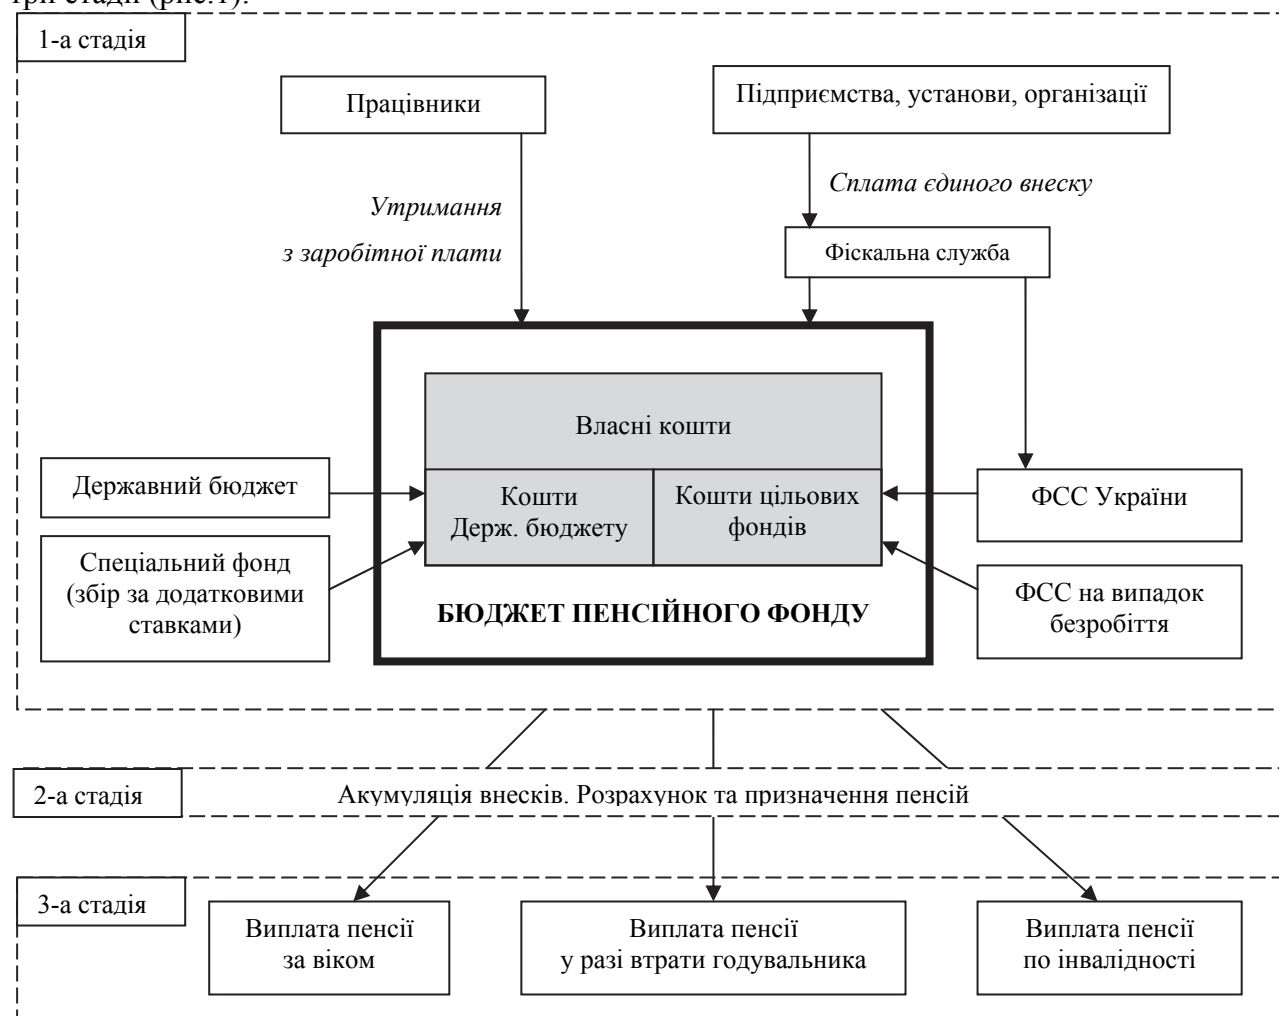 три стадії (рис.1).
1-а стадія
Працівники
Підприємства, установи, організації
Утримання
з заробітної плати
Сплата єдиного внеску
Фіскальна служба
Власні кошти
Державний бюджет
Кошти
Держ. бюджету
Кошти цільових
фондів
ФСС України
Спеціальний фонд
(збір за додатковими
ставками)
БЮДЖЕТ ПЕНСІЙНОГО ФОНДУ
ФСС на випадок
безробіття
2-а стадія
Акумуляція внесків. Розрахунок та призначення пенсій
3-а стадія
Виплата пенсії
за віком
Виплата пенсії
у разі втрати годувальника
Виплата пенсії
по інвалідності